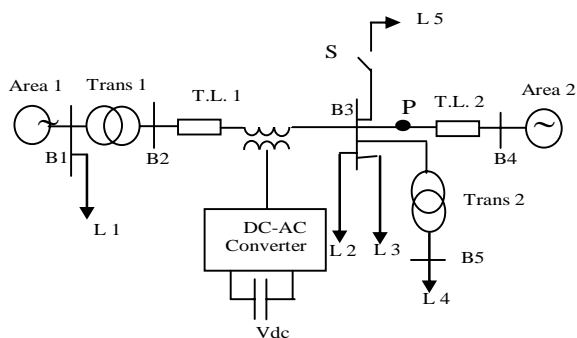 L 5
S
Area 1
Trans 1
T.L. 1
B3
P
T.L. 2
Area 2
~
~
B1
B2
B4
L 1
DC-AC
Converter
L 2
L 3
Trans 2
B5
L 4
Vdc